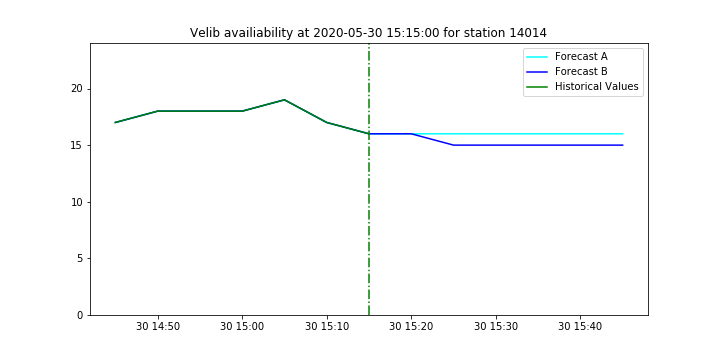 Velib availiability at 2020-05-30 15:15:00 for station 14014
Forecast A
Forecast B
Historical Values
20
15
10
5
0
30 14:50 30 15:00 30 15:10 30 15:20 30 15:30 30 15:40